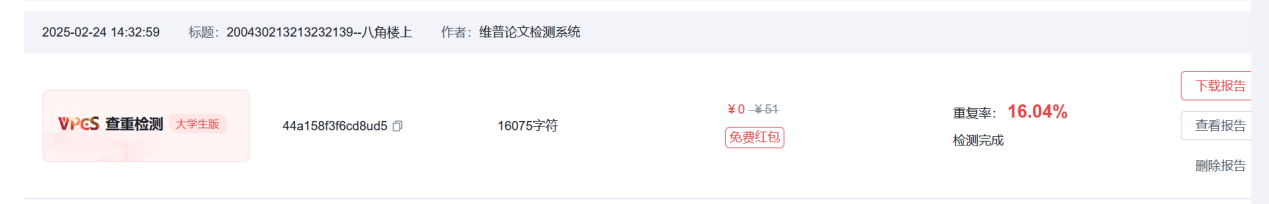 2025-02-24 14:32:59 标题：200430213213232139--八角楼上 作者：维普论文检测系统
下载报告
¥0 ¥51
重复率： 16.04%
VPCS 查重检测 大学生版 44a158f3f6cd8ud5 16075字符
查看报告
免费红包
检测完成
删除报告